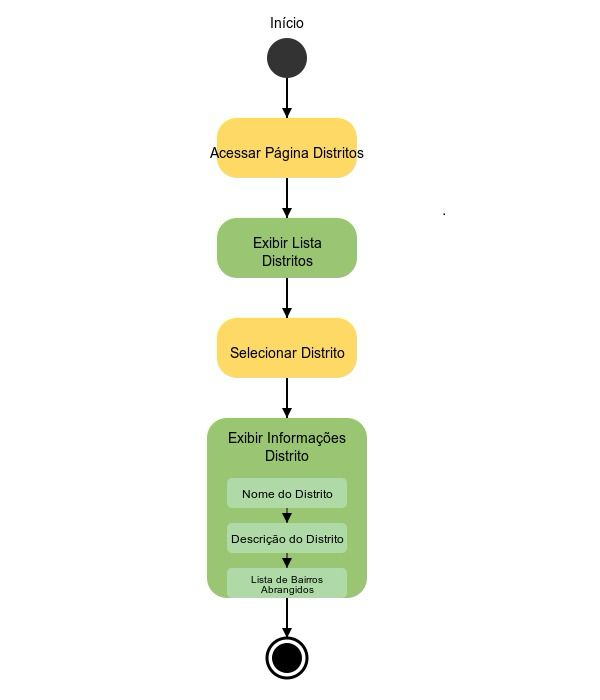 Início
Acessar Página Distritos
Exibir Lista
Distritos
Selecionar Distrito
Exibir Informações
Distrito
Nome do Distrito
Descrição do Distrito
Lista de Bairros
Abrangidos